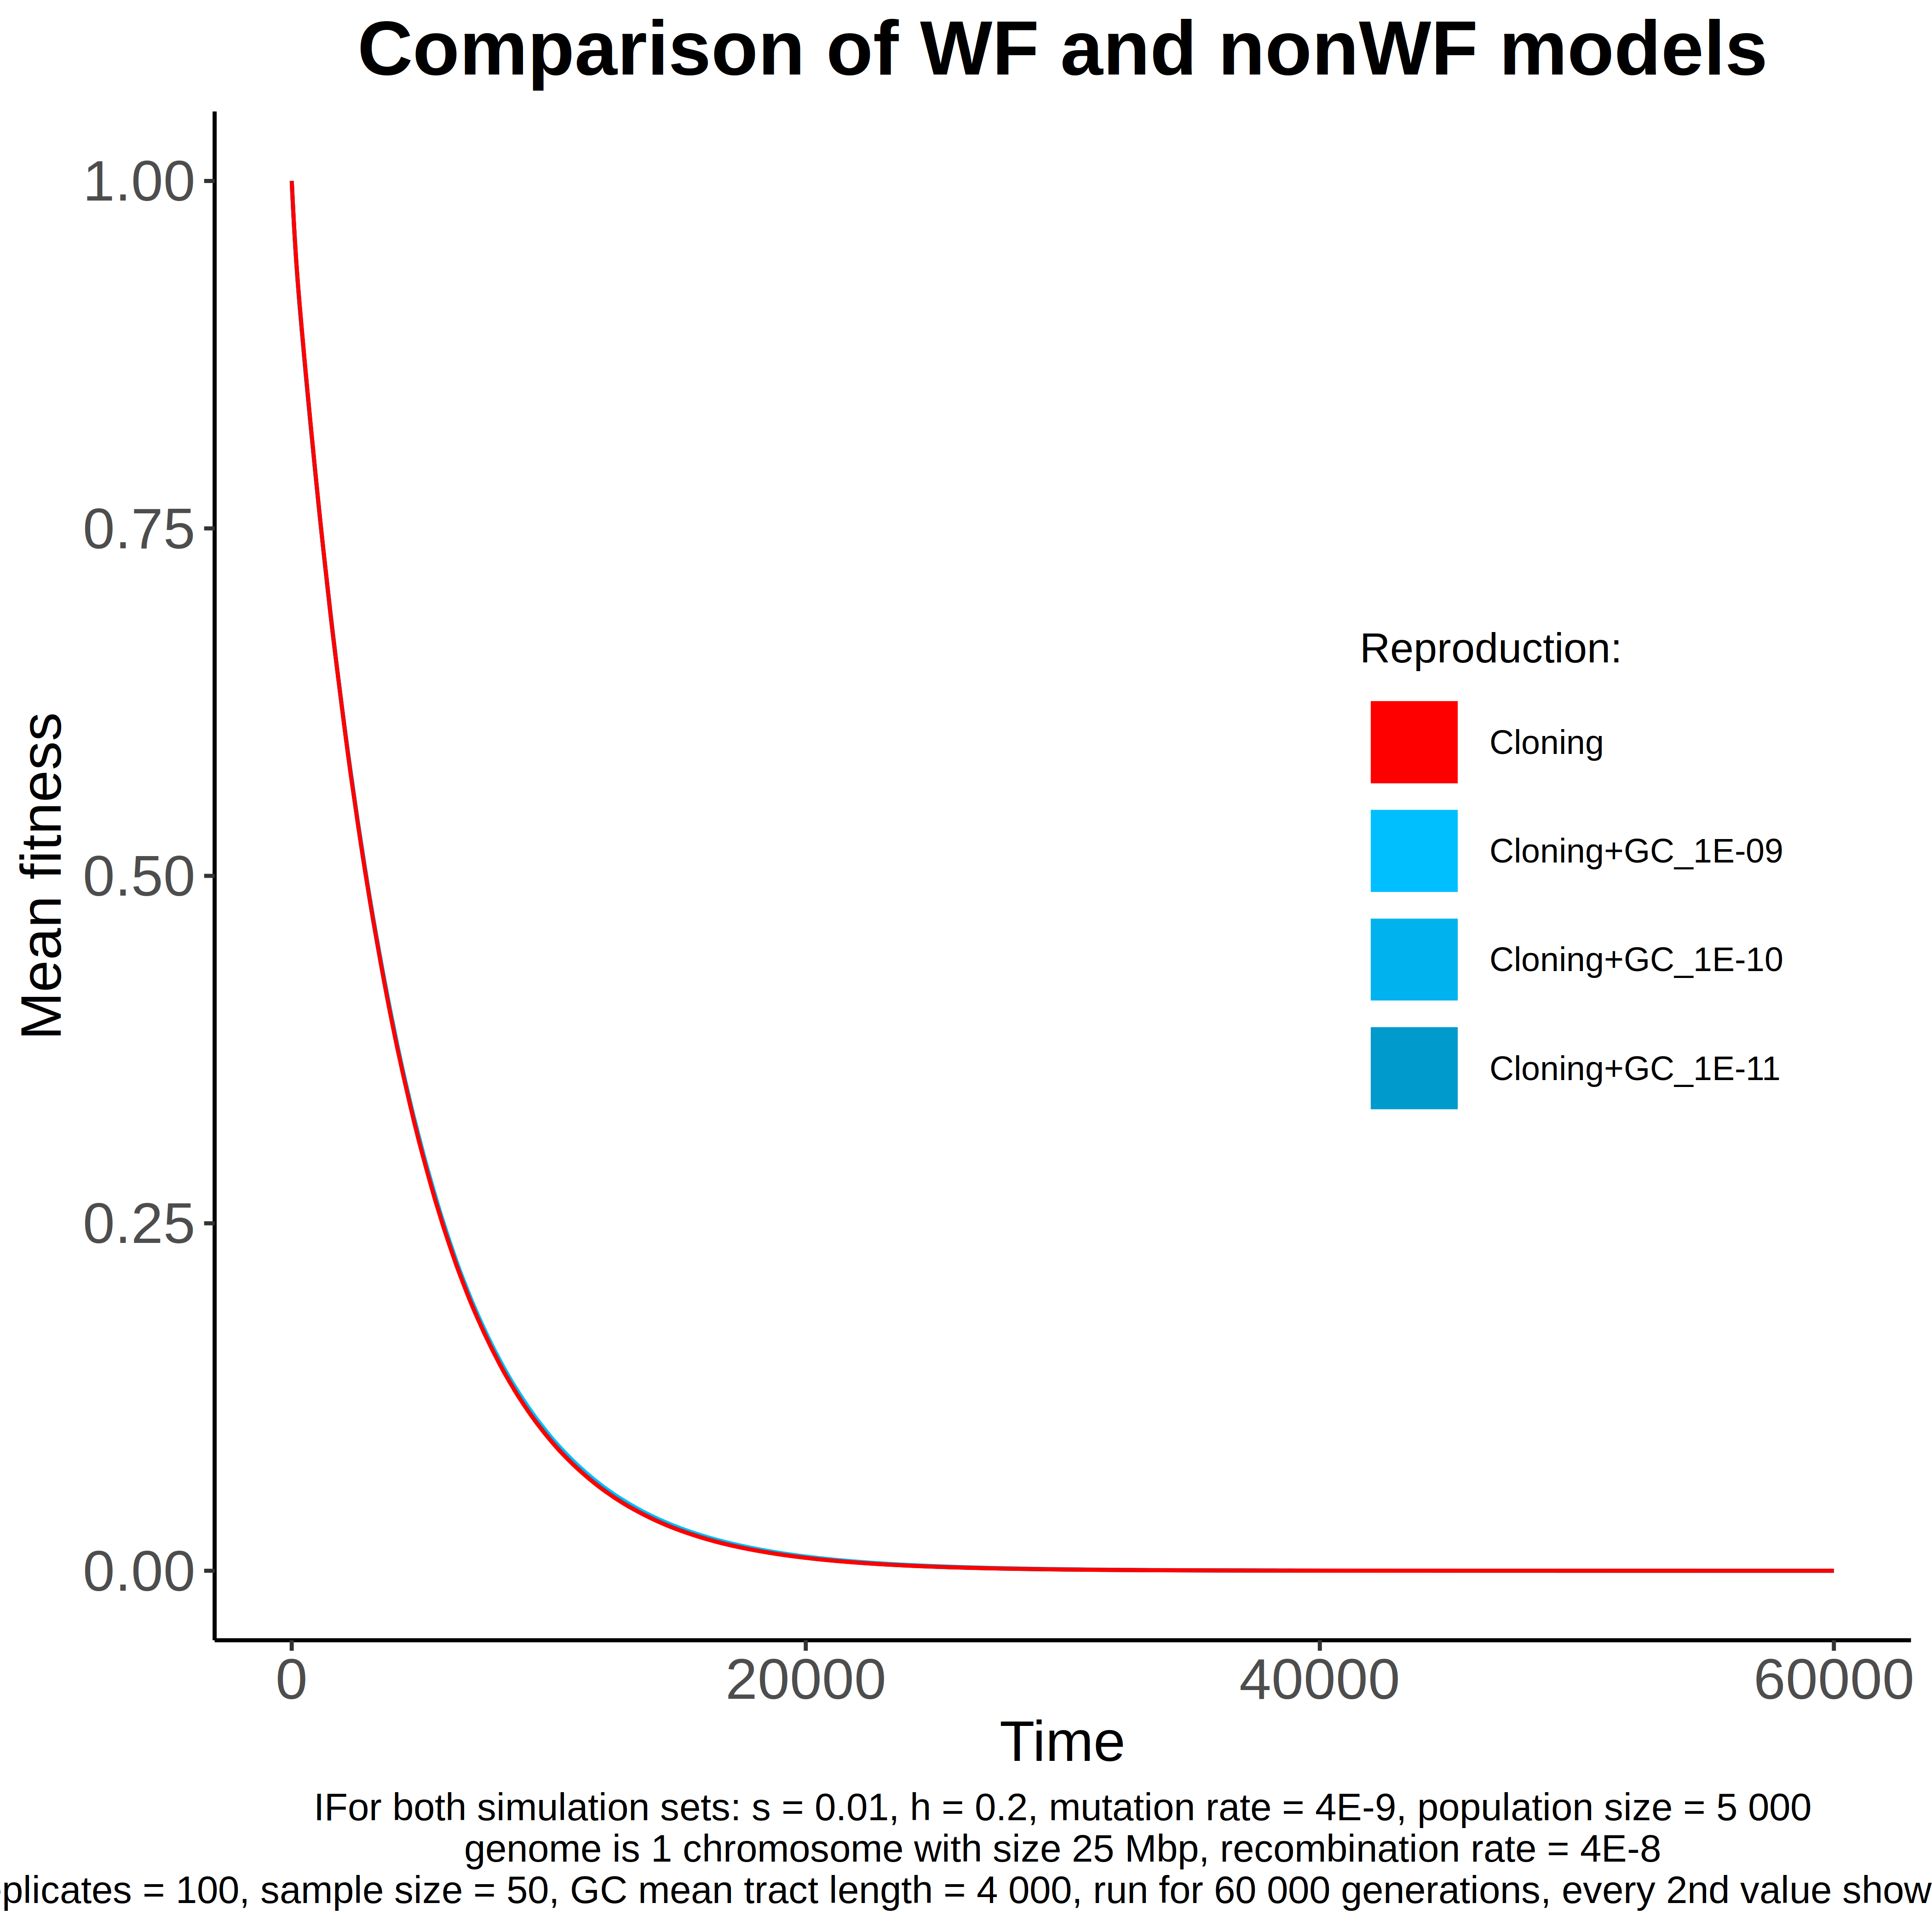 Comparison of WF and nonWF models
Mean fitness
1.00
0.75
0.50
0.25
0.00
Reproduction:
Cloning
Cloning+GC_1E-09
Cloning+GC_1E-10
Cloning+GC_1E-11
0 20000 40000 60000
Time
IFor both simulation sets: s = 0.01, h = 0.2, mutation rate = 4E-9, population size = 5 000
genome is 1 chromosome with size 25 Mbp, recombination rate = 4E-8
plicates = 100, sample size = 50, GC mean tract length = 4 000, run for 60 000 generations, every 2nd value show